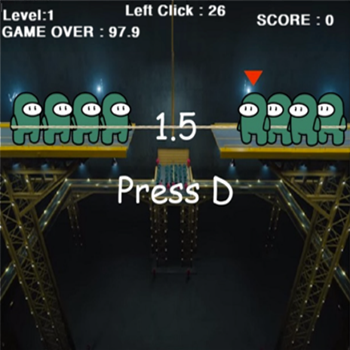 Level:1
Left Click : 26
SCORE : 0
GAME OVER : 97.9
1.5
Press D